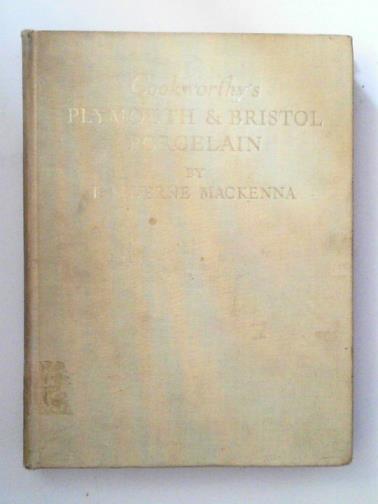 Cookworthy's
PLYMOUTH & BRISTOL
PORCELAIN
BY
MACKENNA